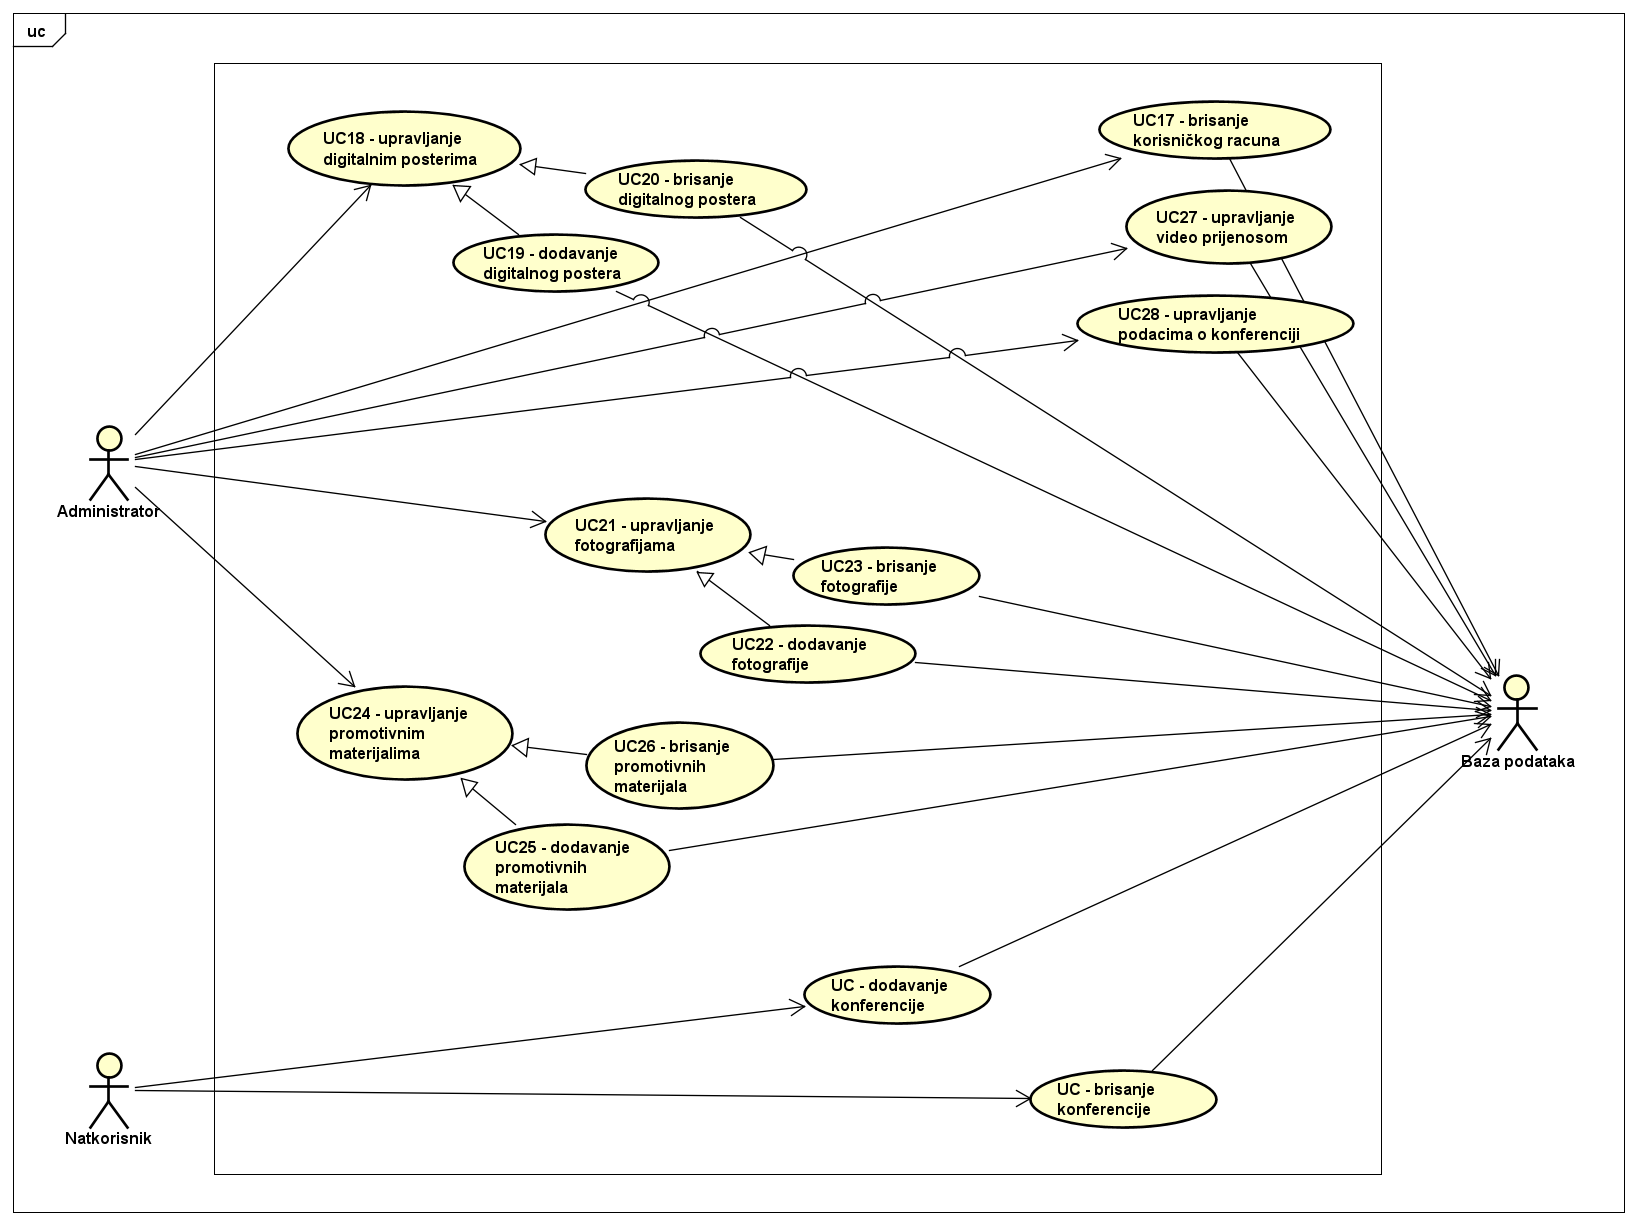 uc
UC18 - upravljanje
digitalnim posterima
UC20 - brisanje
digitalnog postera
UC19 - dodavanje
digitalnog postera
UC17 - brisanje
korisničkog racuna
UC27 - upravljanje
video prijenosom
UC28 - upravljanje
podacima o konferenciji
Administrator
UC21 - upravljanje
fotografijama
UC23 - brisanje
fotografije
UC22 - dodavanje
fotografije
UC24 - upravljanje
promotivnim
materijalima
UC26 - brisanje
promotivnih
materijala
UC25 - dodavanje
promotivnih
materijala
Baza podataka
UC - dodavanje
konferencije
UC - brisanje
konferencije
Natkorisnik